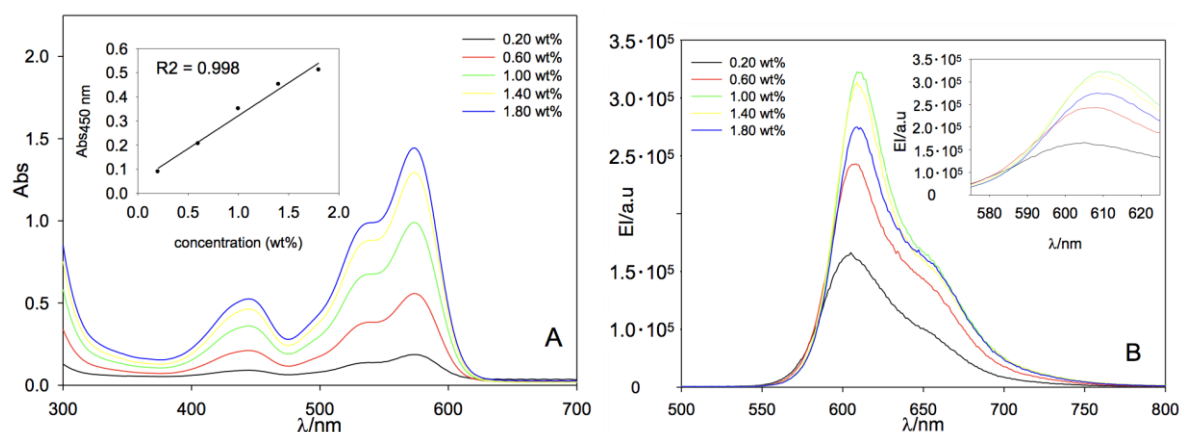 2.0
1.5
1.0
0.5
0.0
Abs
300
400
500
600
700
λ/nm
A
0.20 wt%
0.60 wt%
1.00 wt%
1.40 wt%
1.80 wt%
R2 = 0.998
0.6
0.5
0.4
0.3
0.2
0.1
0.0
Abs450 nm
0.0
0.5
1.0
1.5
2.0
concentration (wt%)
3.5•10⁵
3.0•10⁵
2.5•10⁵
1.5•10⁵
1.0•10⁵
0
EI/a.u
500
550
600
650
700
750
800
λ/nm
B
0.20 wt%
0.60 wt%
1.00 wt%
1.40 wt%
1.80 wt%
3.5•10⁵
3.0•10⁵
2.5•10⁵
2.0•10⁵
1.5•10⁵
1.0•10⁵
0
EI/a.u
580
590
600
610
620
λ/nm